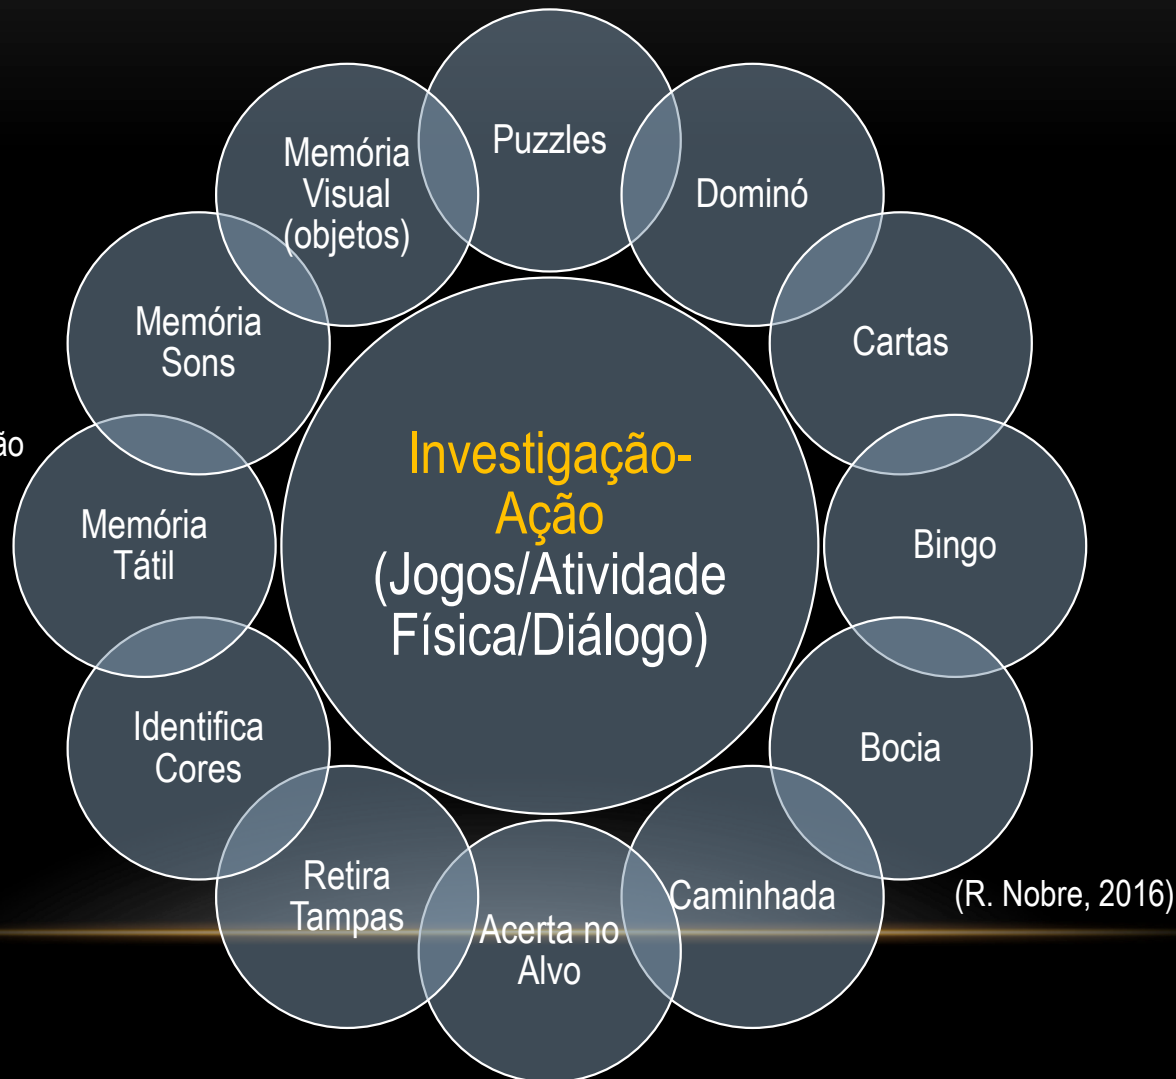 Puzzles
Dominó
Cartas
Bingo
Bocia
Caminhada
Acerta no
Alvo
Retira
Tampas
Identifica
Cores
Memória
Tátil
Memória
Sons
Memória
Visual
(objetos)
Investigação-
Ação
(Jogos/Atividade
Física/Diálogo)
ão
(R. Nobre, 2016)